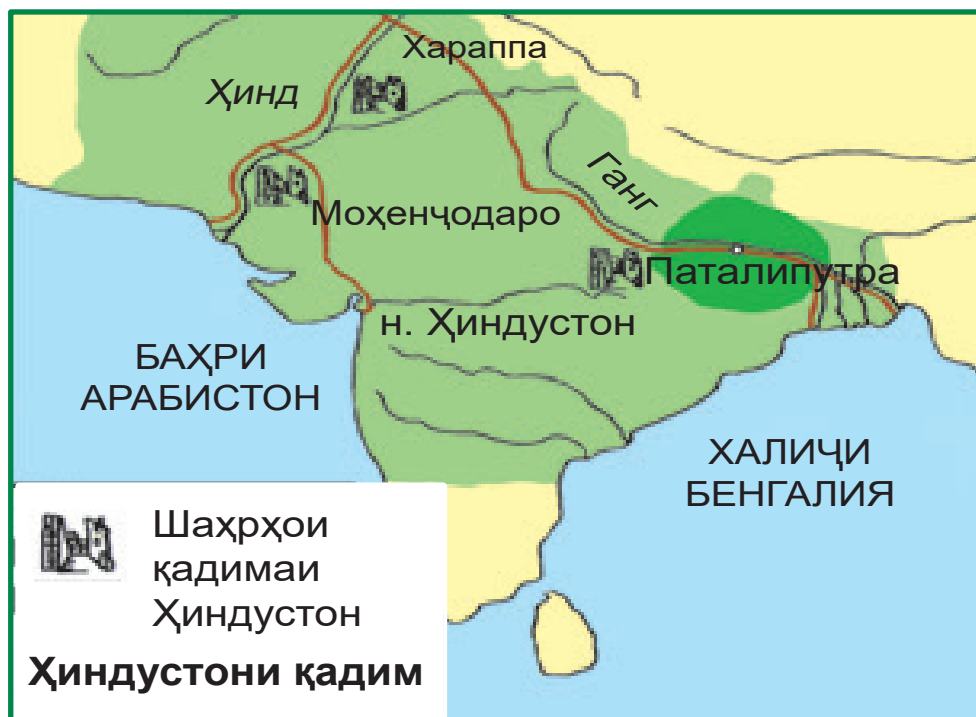 Хараппа
Ҳинд
Ганг
Моҳенҷодаро
Паталипутра
н. Ҳиндустон
БАҲРИ
АРАБИСТОН
ХАЛИҶИ
БЕНГАЛИЯ
Шаҳрҳои
қадимаи
Ҳиндустон
Ҳиндустони қадим